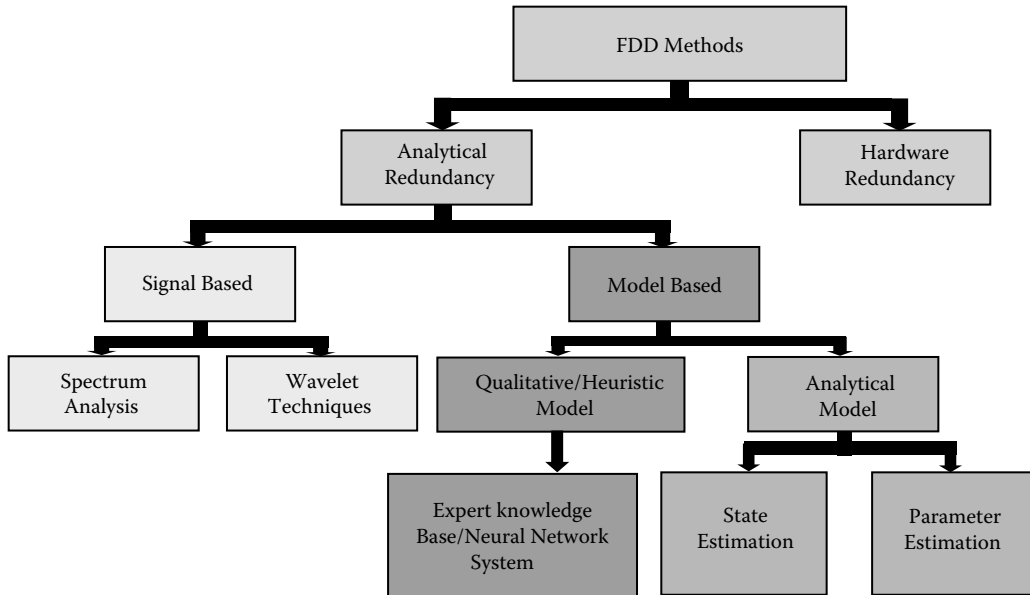 FDD Methods
Analytical
Redundancy
Hardware
Redundancy
Signal Based
Model Based
Spectrum
Analysis
Wavelet
Techniques
Qualitative/Heuristic
Model
Analytical
Model
Expert knowledge
Base/Neural Network
System
State
Estimation
Parameter
Estimation